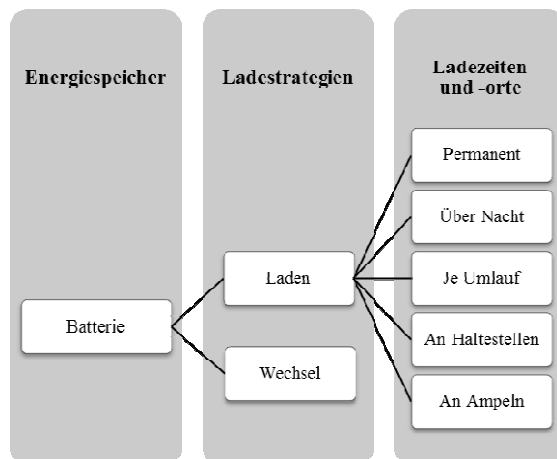 Energiespeicher
Ladestrategien
Ladezeiten
und -orte
Batterie
Laden
Wechsel
Permanent
Über Nacht
Je Umlauf
An Haltestellen
An Ampeln